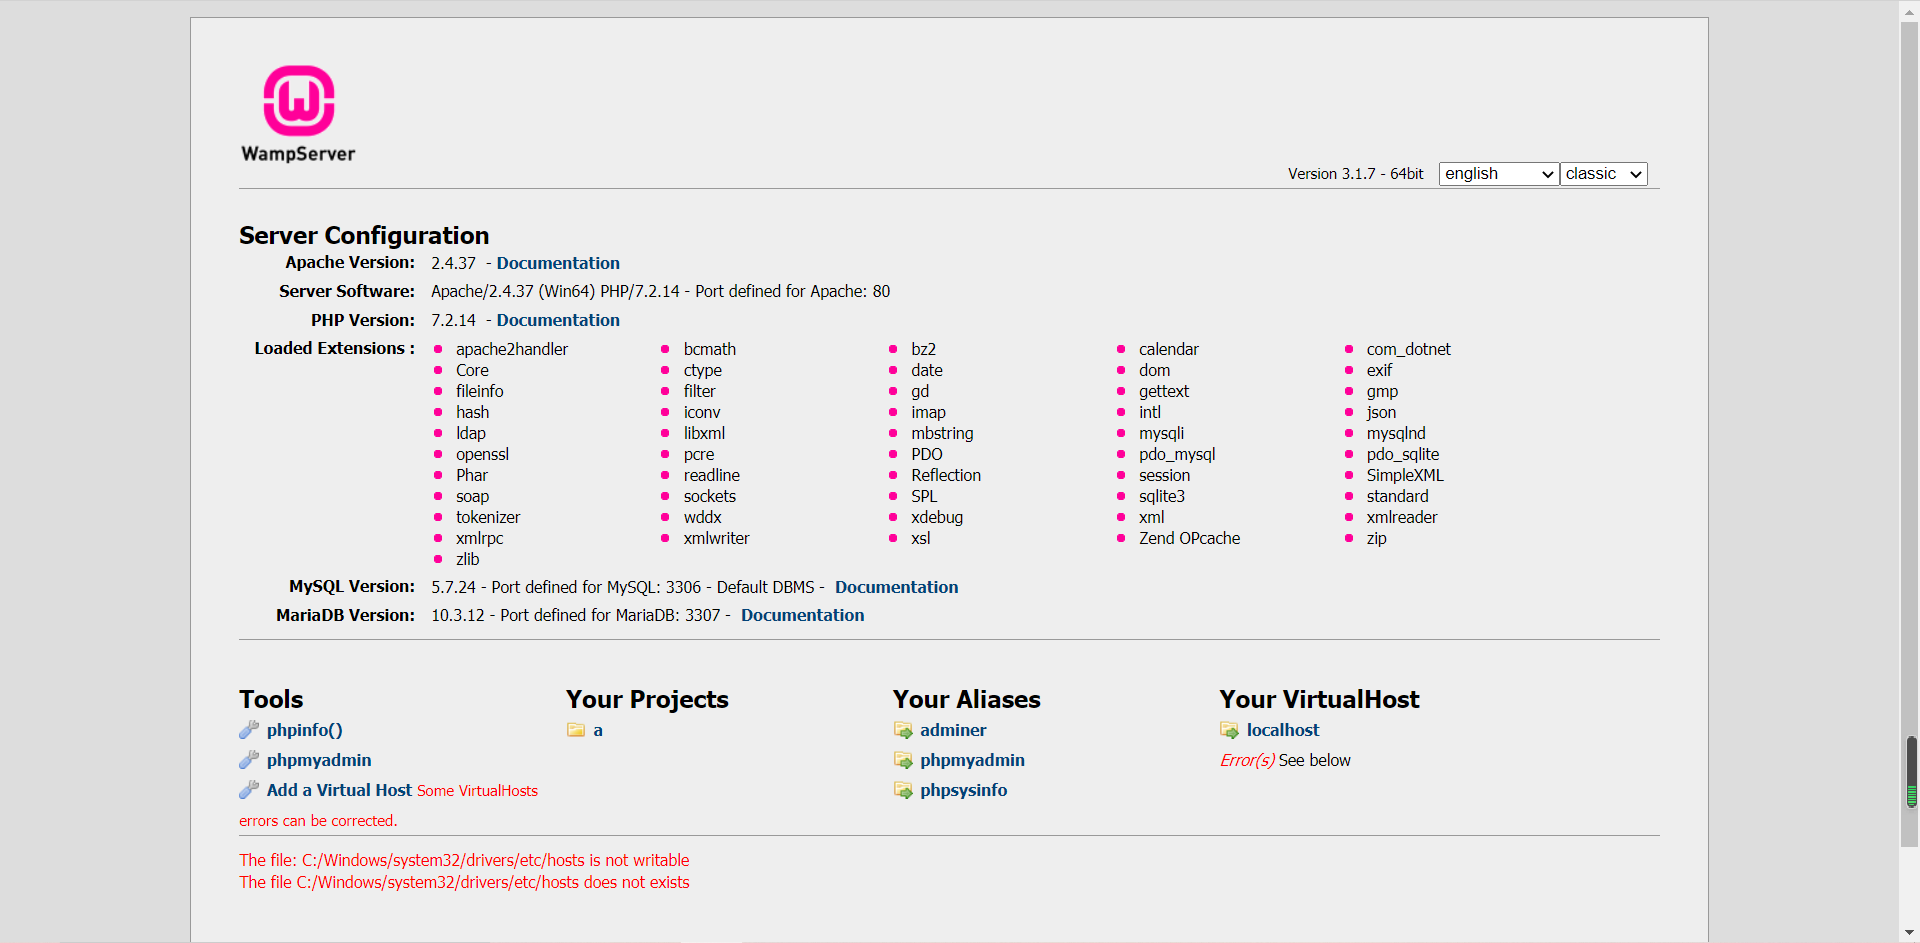 WampServer
Version 3.1.7 - 64bit english classic
Server Configuration
Apache Version: 2.4.37 - Documentation
Server Software: Apache/2.4.37 (Win64) PHP/7.2.14 - Port defined for Apache: 80
PHP Version: 7.2.14 - Documentation
Loaded Extensions : apache2handler bcmath bz2 calendar com_dotnet
Core ctype date dom exif
fileinfo filter gd gettext gmp
hash iconv imap intl json
ldap libxml mbstring mysqli mysqlnd
openssl pcre PDO pdo_mysql pdo_sqlite
Phar readline Reflection session SimpleXML
soap sockets SPL sqlite3 standard
tokenizer wddx xdebug xml xmlreader
xmlrpc xmlwriter xsl Zend OPcache zip
zlib
MySQL Version: 5.7.24 - Port defined for MySQL: 3306 - Default DBMS - Documentation
MariaDB Version: 10.3.12 - Port defined for MariaDB: 3307 - Documentation
Tools
phpinfo()
phpmyadmin
Add a Virtual Host Some VirtualHosts
errors can be corrected.
Your Projects
a
Your Aliases
adminer
phpmyadmin
phpsysinfo
Your VirtualHost
localhost
Error(s) See below
The file: C:/Windows/system32/drivers/etc/hosts is not writable
The file C:/Windows/system32/drivers/etc/hosts does not exists